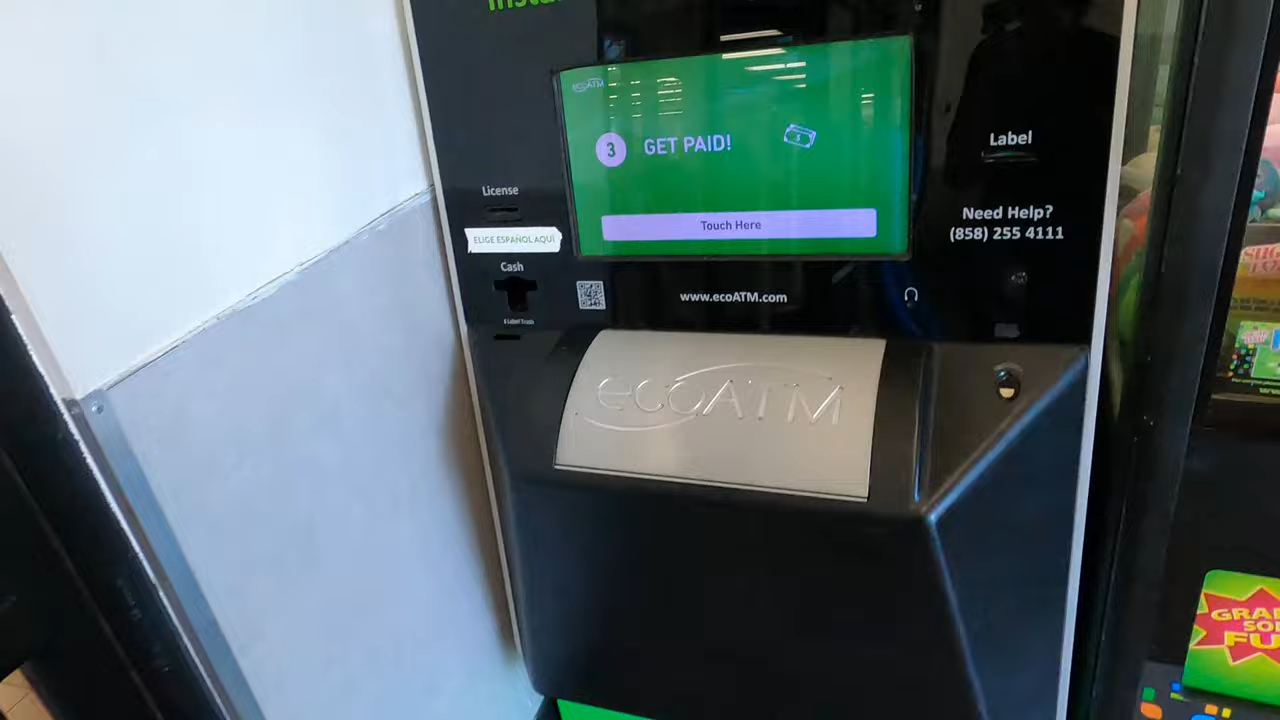 ecoATM
3 GET PAID!
Touch Here
License
ELIGE ESPAÑOL AQUÍ
Cash
Label
Need Help?
(858) 255 4111
www.ecoATM.com
ecoATM